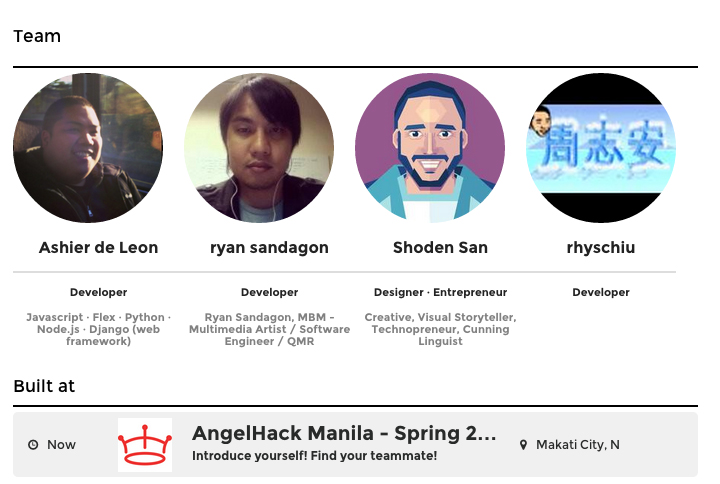 Team
周志安
Ashier de Leon
ryan sandagon
Shoden San
rhyschiu
Developer
Developer
Designer · Entrepreneur
Developer
Javascript · Flex · Python ·
Node.js · Django (web
framework)
Ryan Sandagon, MBM -
Multimedia Artist / Software
Engineer / QMR
Creative, Visual Storyteller,
Technopreneur, Cunning
Linguist
Built at
Now
AngelHack Manila - Spring 2...
Introduce yourself! Find your teammate!
Makati City, N